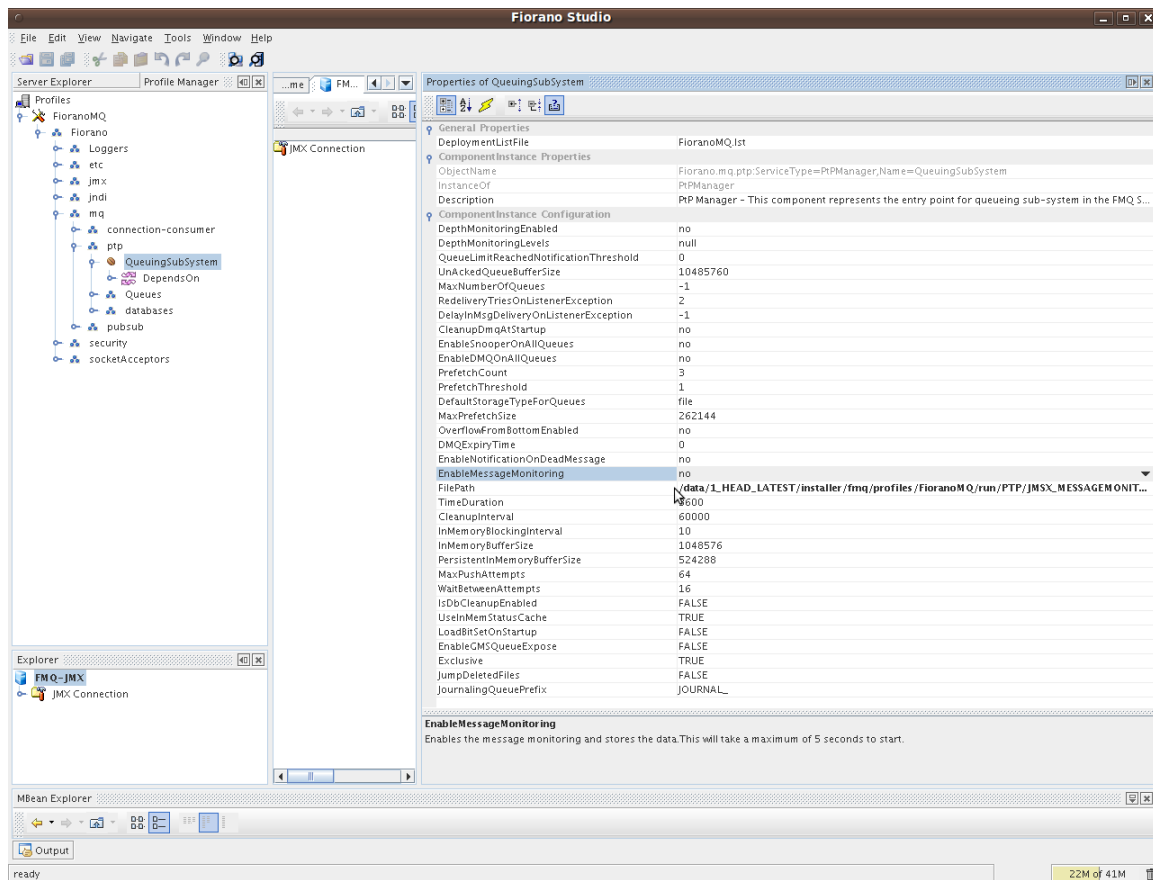 Fiorano Studio
File Edit View Navigate Tools Window Help
Server Explorer Profile Manager
Profiles
FioranoMQ
Fiorano
Loggers
etc
jmx
jndi
mq
connection-consumer
ptp
QueuingSubSystem
DependsOn
Queues
databases
pubsub
security
socketAcceptors
Explorer
FMQ-JMX
JMX Connection
...me FM...
JMX Connection
Properties of QueuingSubSystem
General Properties
DeploymentListFile FioranoMQ.lst
ComponentInstance Properties
ObjectName Fiorano.mq.ptp:ServiceType=PtPManager,Name=QueuingSubSystem
InstanceOf PtPManager
Description PtP Manager - This component represents the entry point for queueing sub-system in the FMQ S...
ComponentInstance Configuration
DepthMonitoringEnabled no
DepthMonitoringLevels null
QueueLimitReachedNotificationThreshold 0
UnAckedQueueBufferSize 10485760
MaxNumberOfQueues -1
RedeliveryTriesOnListenerException 2
DelayInMsgDeliveryOnListenerException -1
CleanupDmqAtStartup no
EnableSnooperOnAllQueues no
EnableDMQOnAllQueues no
PrefetchCount 3
PrefetchThreshold 1
DefaultStorageTypeForQueues file
MaxPrefetchSize 262144
OverflowFromBottomEnabled no
DMQExpiryTime 0
EnableNotificationOnDeadMessage no
EnableMessageMonitoring no
FilePath /data/1_HEAD_LATEST/installer/fmq/profiles/FioranoMQ/run/PTP/JMSX_MESSAGEMONIT...
TimeDuration 3600
CleanupInterval 60000
InMemoryBlockingInterval 10
InMemoryBufferSize 1048576
PersistentInMemoryBufferSize 524288
MaxPushAttempts 64
WaitBetweenAttempts 16
IsDbCleanupEnabled FALSE
UseInMemStatusCache TRUE
LoadBitSetOnStartup FALSE
EnableGMSQueueExpose FALSE
Exclusive TRUE
JumpDeletedFiles FALSE
JournalingQueuePrefix JOURNAL_
EnableMessageMonitoring
Enables the message monitoring and stores the data.This will take a maximum of 5 seconds to start.
MBean Explorer
Output
ready 22M of 41M